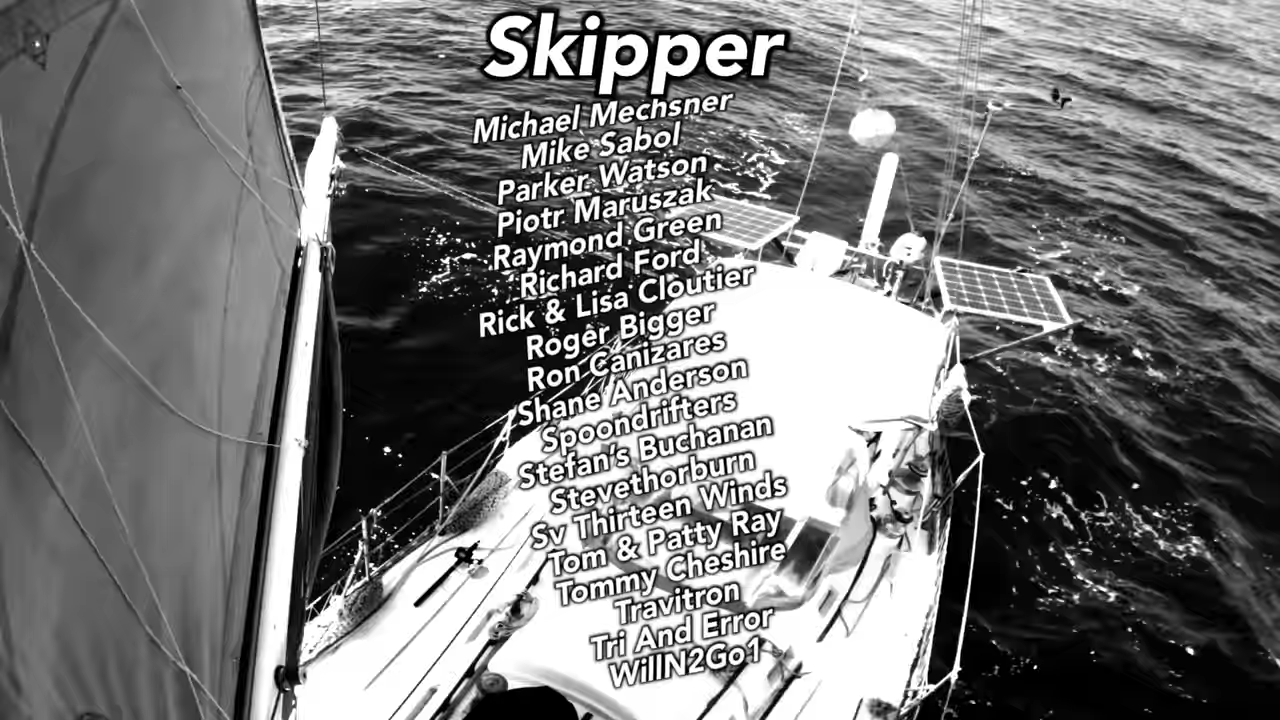 Skipper
Michael Mechsner
Mike Sabol
Parker Watson
Piotr Maruszak
Raymond Green
Richard Ford
Rick & Lisa Cloutier
Roger Bigger
Ron Canizares
Shane Anderson
Spoondrifters
Stefan's Buchanan
Stevethorburn
Sv Thirteen Winds
Tom & Patty Ray
Tommy Cheshire
Travitron
Tri And Error
WillN2Go1